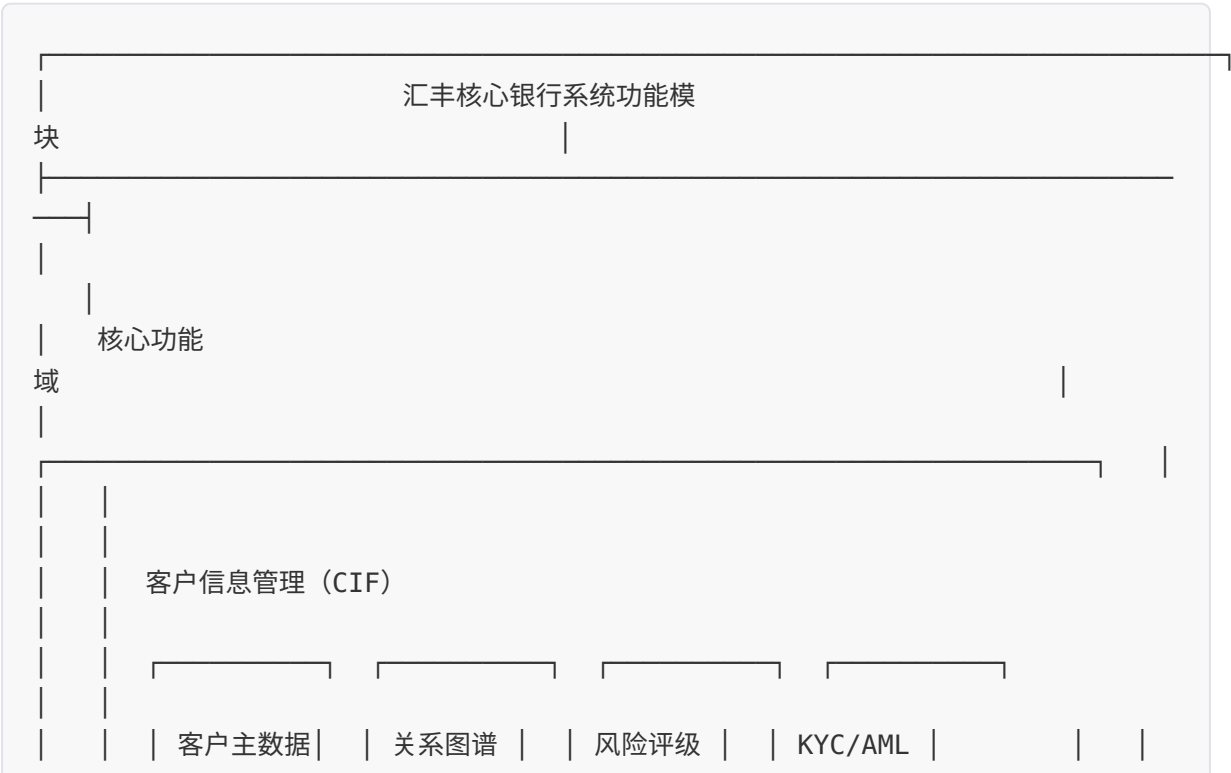 汇丰核心银行系统功能模
块
核心功能
域
客户信息管理（CIF）
客户主数据 关系图谱 风险评级 KYC/AML